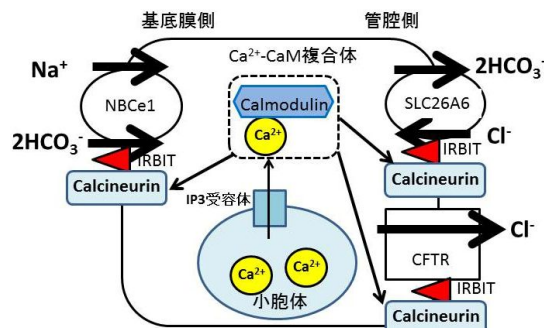 基底膜側
管腔側
Ca²⁺-CaM複合体
Na⁺
NBCe1
2HCO₃⁻
IRBIT
Calcineurin
Calmodulin
Ca²⁺
IP3受容体
Ca²⁺
Ca²⁺
小胞体
2HCO₃⁻
SLC26A6
Cl⁻
IRBIT
Calcineurin
Cl⁻
CFTR
IRBIT
Calcineurin